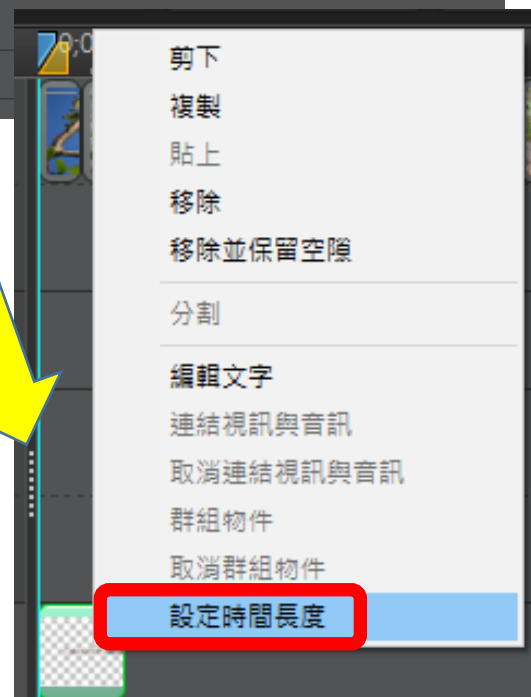 剪下
複製
貼上
移除
移除並保留空隙
分割
編輯文字
連結視訊與音訊
取消連結視訊與音訊
群組物件
取消群組物件
設定時間長度